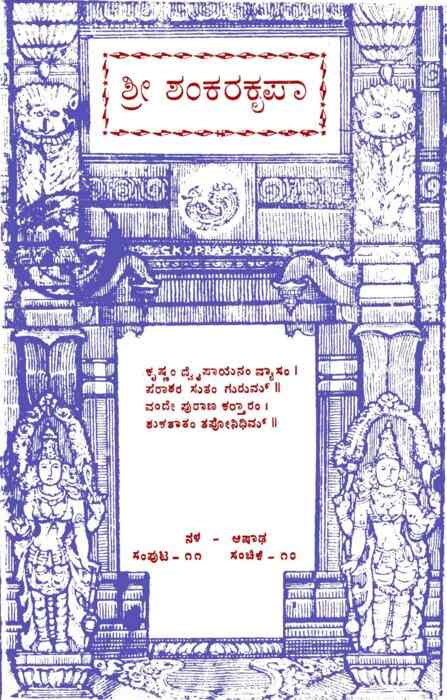 ಶ್ರೀ ಶಂಕರಕೃಪಾ
ಕೃಷ್ಣಂ ದ್ವೈಪಾಯನಂ ವ್ಯಾಸಂ ।
ಪರಾಶರ ಸುತಂ ಗುರುಮ್ ॥
ವಂದೇ ಪುರಾಣ ಕರ್ತಾರಂ ।
ಶುಕತಾತಂ ತಪೋನಿಧಿಮ್ ॥
ನಳ - ಆಷಾಢ
ಸಂಪುಟ - ೧೧ ಸಂಚಿಕೆ - ೧೦